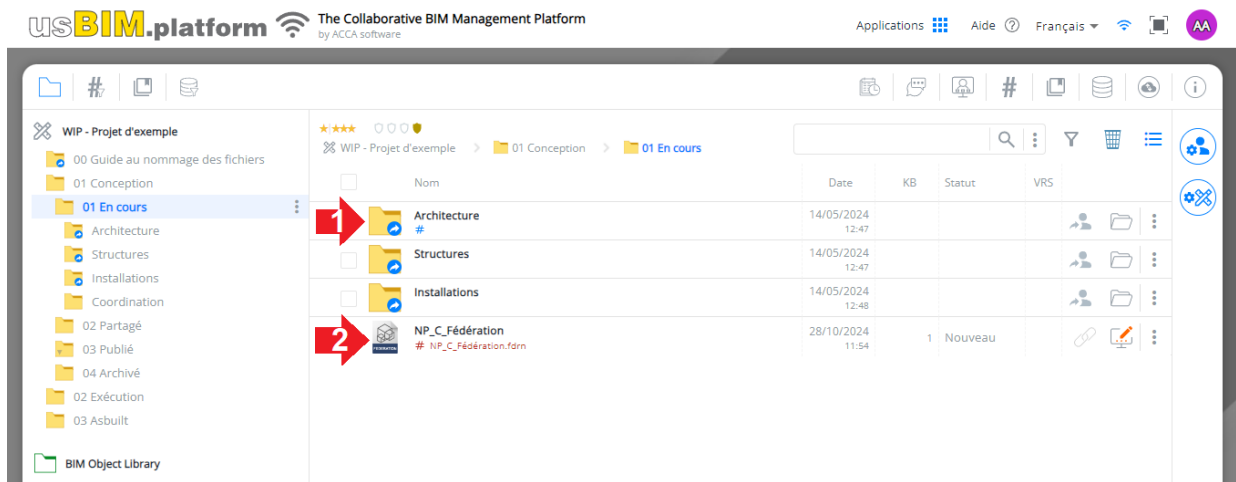 usBIM.platform
The Collaborative BIM Management Platform
by ACCA software
Applications
Aide
?
Français
AA
WIP - Projet d'exemple
00 Guide au nommage des fichiers
01 Conception
01 En cours
Architecture
Structures
Installations
Coordination
02 Partagé
03 Publié
04 Archivé
02 Exécution
03 Asbuilt
BIM Object Library
WIP - Projet d'exemple > 01 Conception > 01 En cours
Nom Date KB Statut VRS
1 Architecture 14/05/2024
# 12:47
Structures 14/05/2024
12:47
Installations 14/05/2024
12:48
2 NP_C_Fédération 28/10/2024 1 Nouveau
# NP_C_Fédération.fdrn 11:54